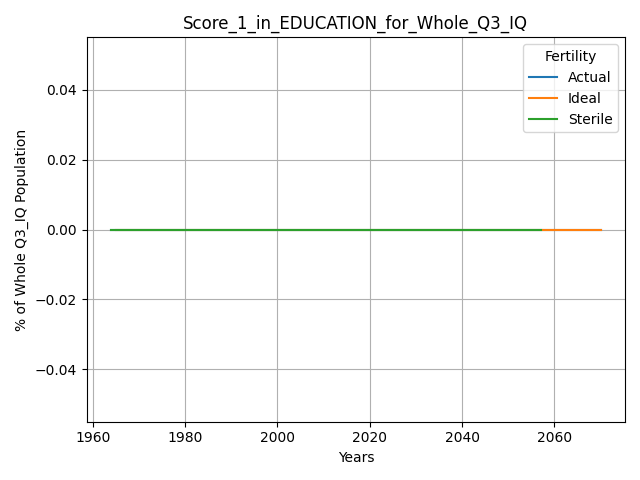 Score_1_in_EDUCATION_for_Whole_Q3_IQ
Fertility
Actual
Ideal
Sterile
% of Whole Q3_IQ Population
0.04
0.02
0.00
−0.02
−0.04
1960 1980 2000 2020 2040 2060
Years